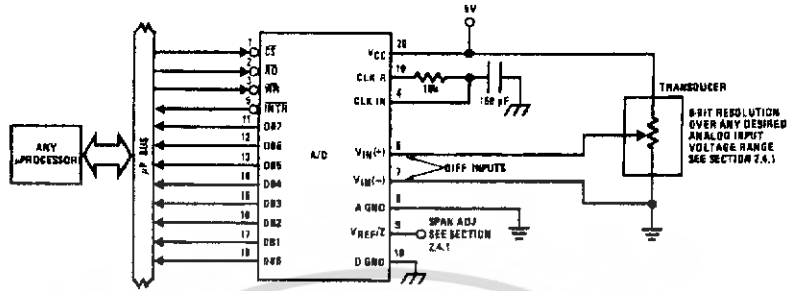 5V
1
CS
2
RD
3
WR
5
INTR
11
DB7
12
DB6
13
DB5
14
DB4
15
DB3
16
DB2
17
DB1
18
DB0
ANY
µPROCESSOR
µP BUS
A/D
20
VCC
19
CLK R
10k
150 pF
4
CLK IN
6
VIN(+)
DIFF INPUTS
7
VIN(–)
8
A GND
9
VREF/2
SPAN ADJ
SEE SECTION
2.4.1
10
D GND
TRANSDUCER
8-BIT RESOLUTION
OVER ANY DESIRED
ANALOG INPUT
VOLTAGE RANGE
SEE SECTION 2.4.1